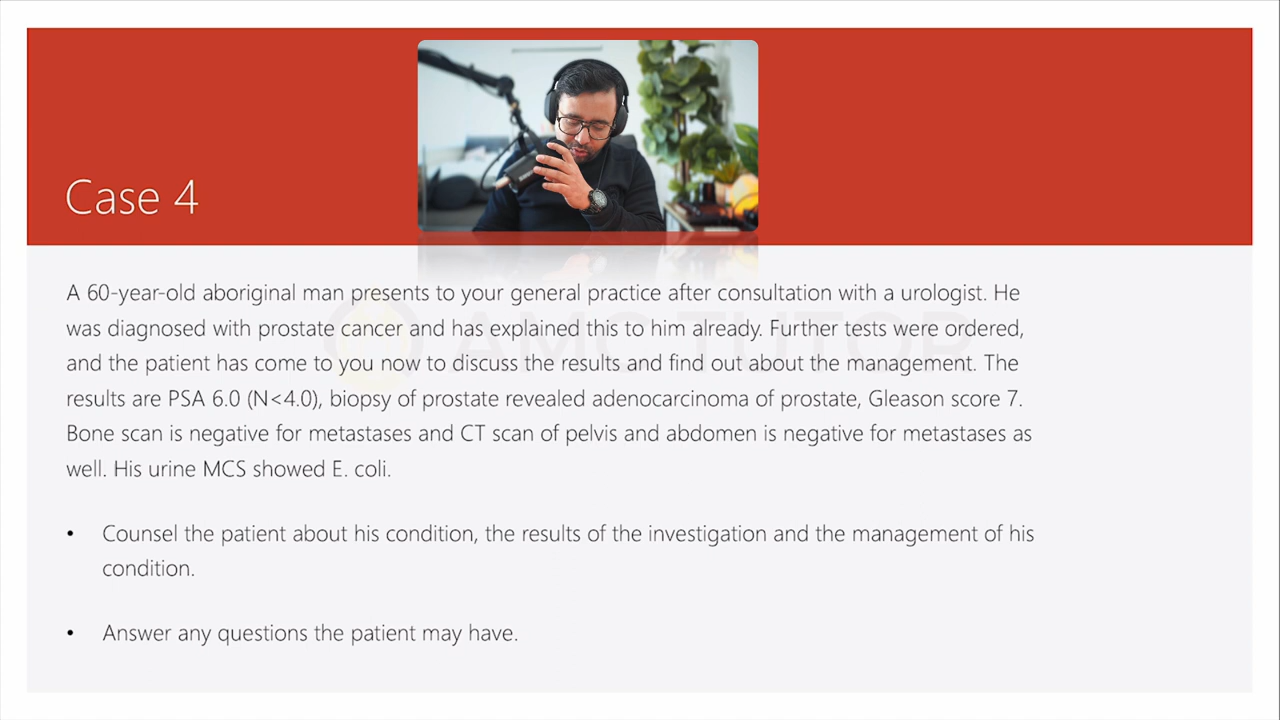 Case 4
A 60-year-old aboriginal man presents to your general practice after consultation with a urologist. He
was diagnosed with prostate cancer and has explained this to him already. Further tests were ordered,
and the patient has come to you now to discuss the results and find out about the management. The
results are PSA 6.0 (N<4.0), biopsy of prostate revealed adenocarcinoma of prostate, Gleason score 7.
Bone scan is negative for metastases and CT scan of pelvis and abdomen is negative for metastases as
well. His urine MCS showed E. coli.
• Counsel the patient about his condition, the results of the investigation and the management of his
condition.
• Answer any questions the patient may have.
AMC TUTOR